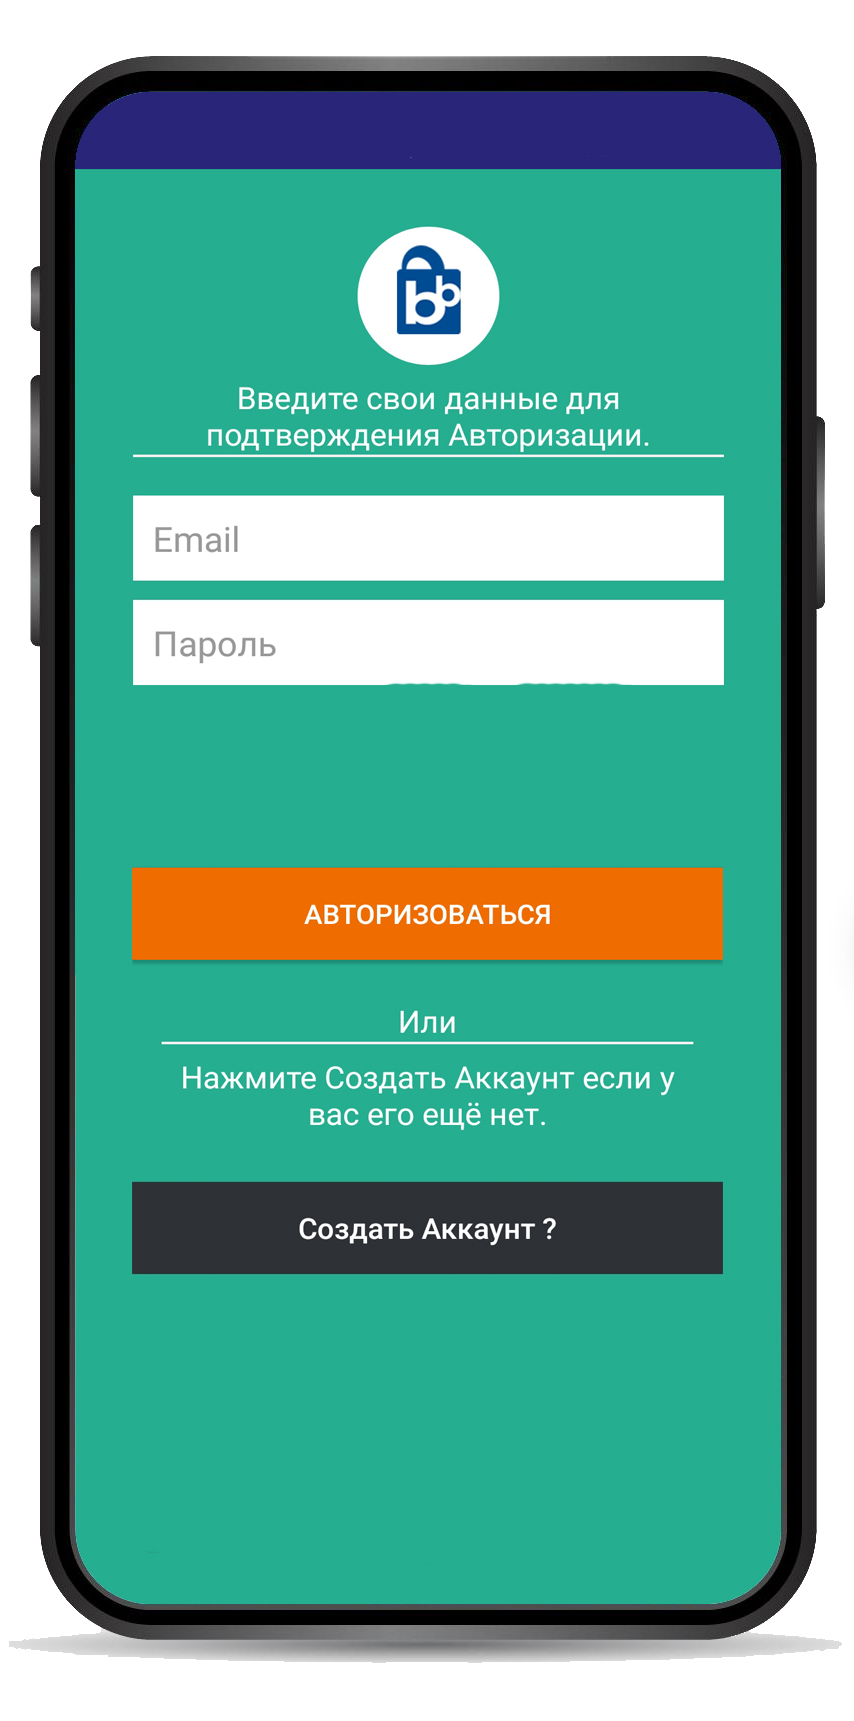 bb
Введите свои данные для
подтверждения Авторизации.
Email
Пароль
АВТОРИЗОВАТЬСЯ
Или
Нажмите Создать Аккаунт если у
вас его ещё нет.
Создать Аккаунт ?